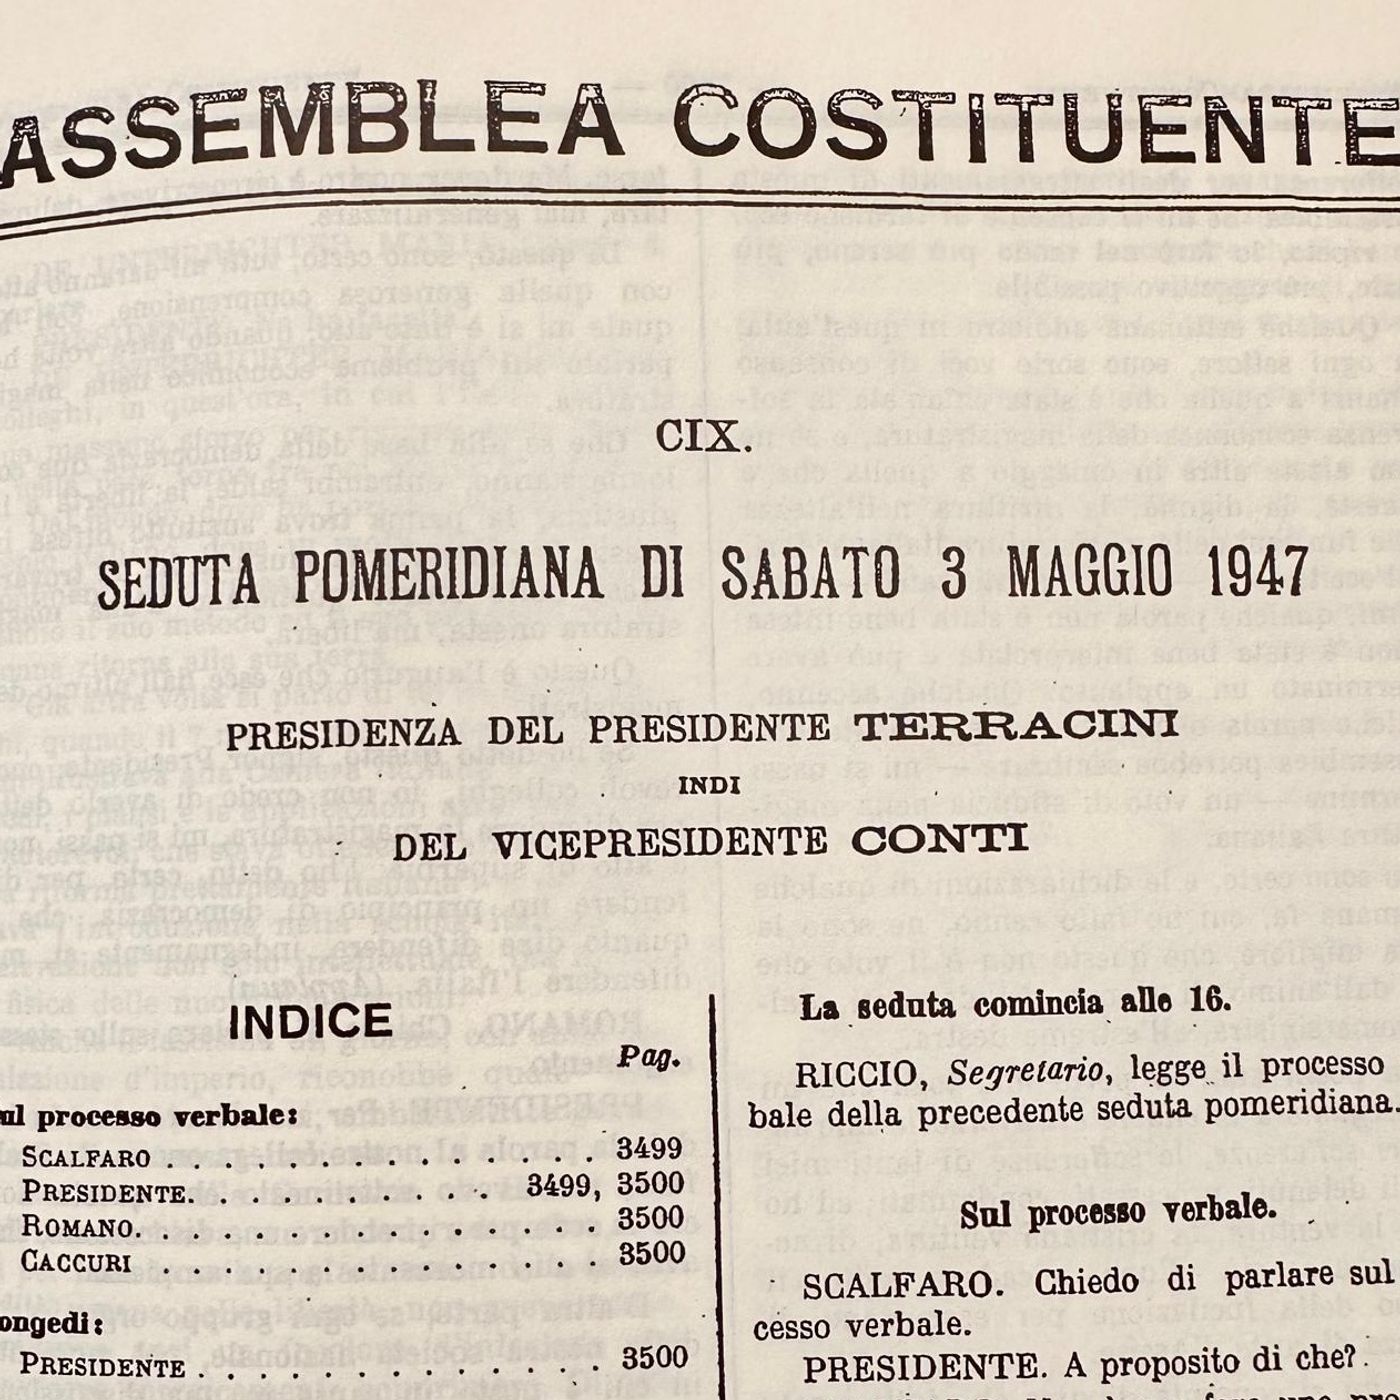 ASSEMBLEA COSTITUENTE
CIX.
SEDUTA POMERIDIANA DI SABATO 3 MAGGIO 1947
PRESIDENZA DEL PRESIDENTE TERRACINI
INDI
DEL VICEPRESIDENTE CONTI
INDICE
Pag.
ul processo verbale:
SCALFARO . . . . . . . . . . . . . . 3499
PRESIDENTE. . . . . . . . . . 3499, 3500
ROMANO. . . . . . . . . . . . . . . 3500
CACCURI . . . . . . . . . . . . . . 3500
ongedi:
PRESIDENTE . . . . . . . . . . . . . 3500
La seduta comincia alle 16.
RICCIO, Segretario, legge il processo
bale della precedente seduta pomeridiana.
Sul processo verbale.
SCALFARO. Chiedo di parlare sul
cesso verbale.
PRESIDENTE. A proposito di che?